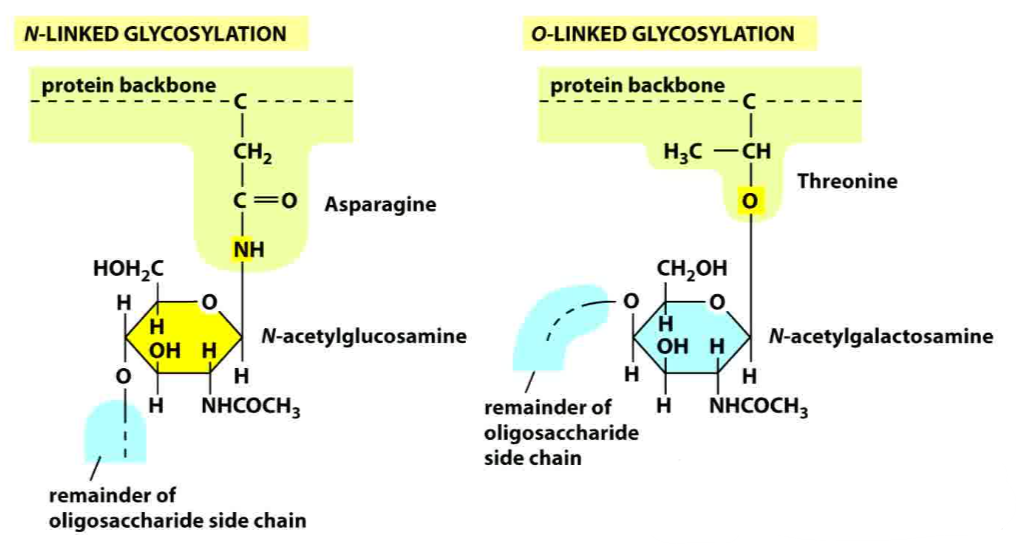 N-LINKED GLYCOSYLATION
protein backbone
C
CH₂
C=O
Asparagine
NH
HOH₂C
H
O
H
OH H
N-acetylglucosamine
O
H
H
NHCOCH₃
remainder of
oligosaccharide side chain
O-LINKED GLYCOSYLATION
protein backbone
C
H₃C — CH
Threonine
O
CH₂OH
O
O
H
OH H
N-acetylgalactosamine
H
H
H
NHCOCH₃
remainder of
oligosaccharide
side chain